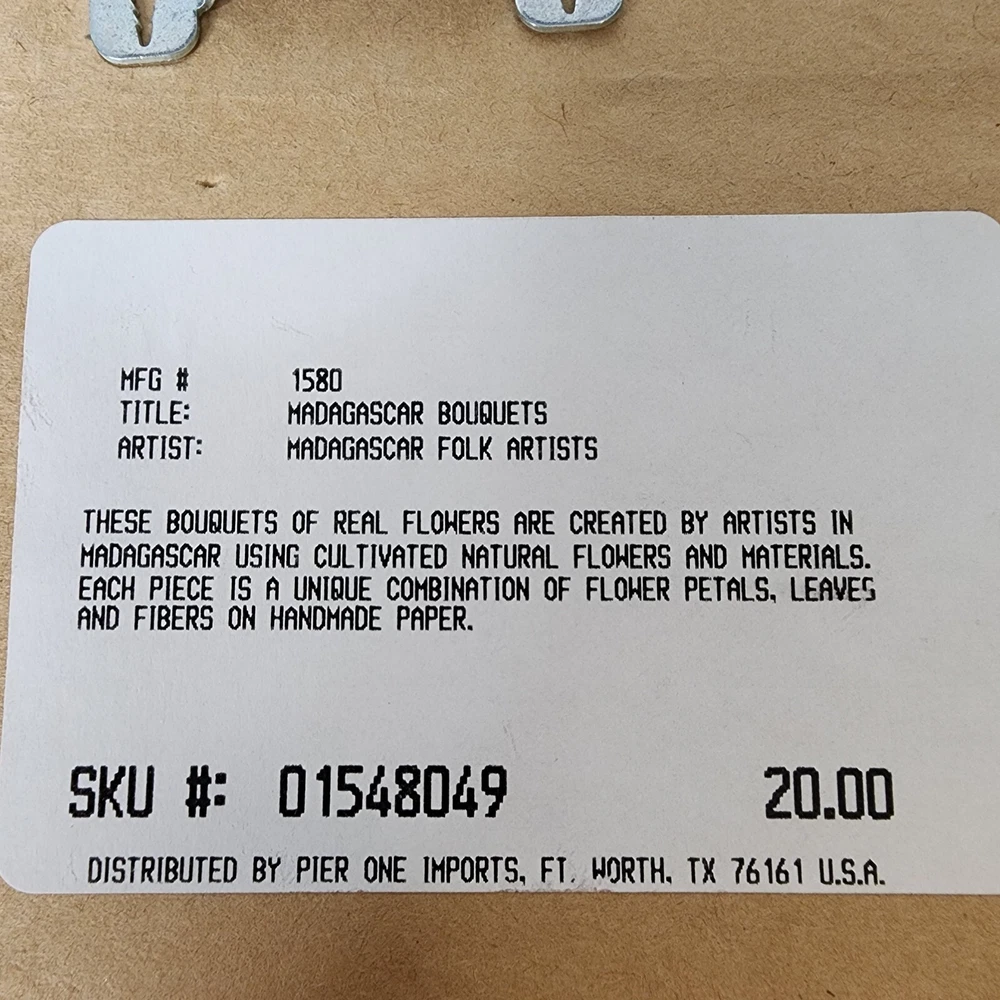 MFG # 1580
TITLE: MADAGASCAR BOUQUETS
ARTIST: MADAGASCAR FOLK ARTISTS
THESE BOUQUETS OF REAL FLOWERS ARE CREATED BY ARTISTS IN
MADAGASCAR USING CULTIVATED NATURAL FLOWERS AND MATERIALS.
EACH PIECE IS A UNIQUE COMBINATION OF FLOWER PETALS, LEAVES
AND FIBERS ON HANDMADE PAPER.
SKU #: 01548049 20.00
DISTRIBUTED BY PIER ONE IMPORTS, FT. WORTH, TX 76161 U.S.A.